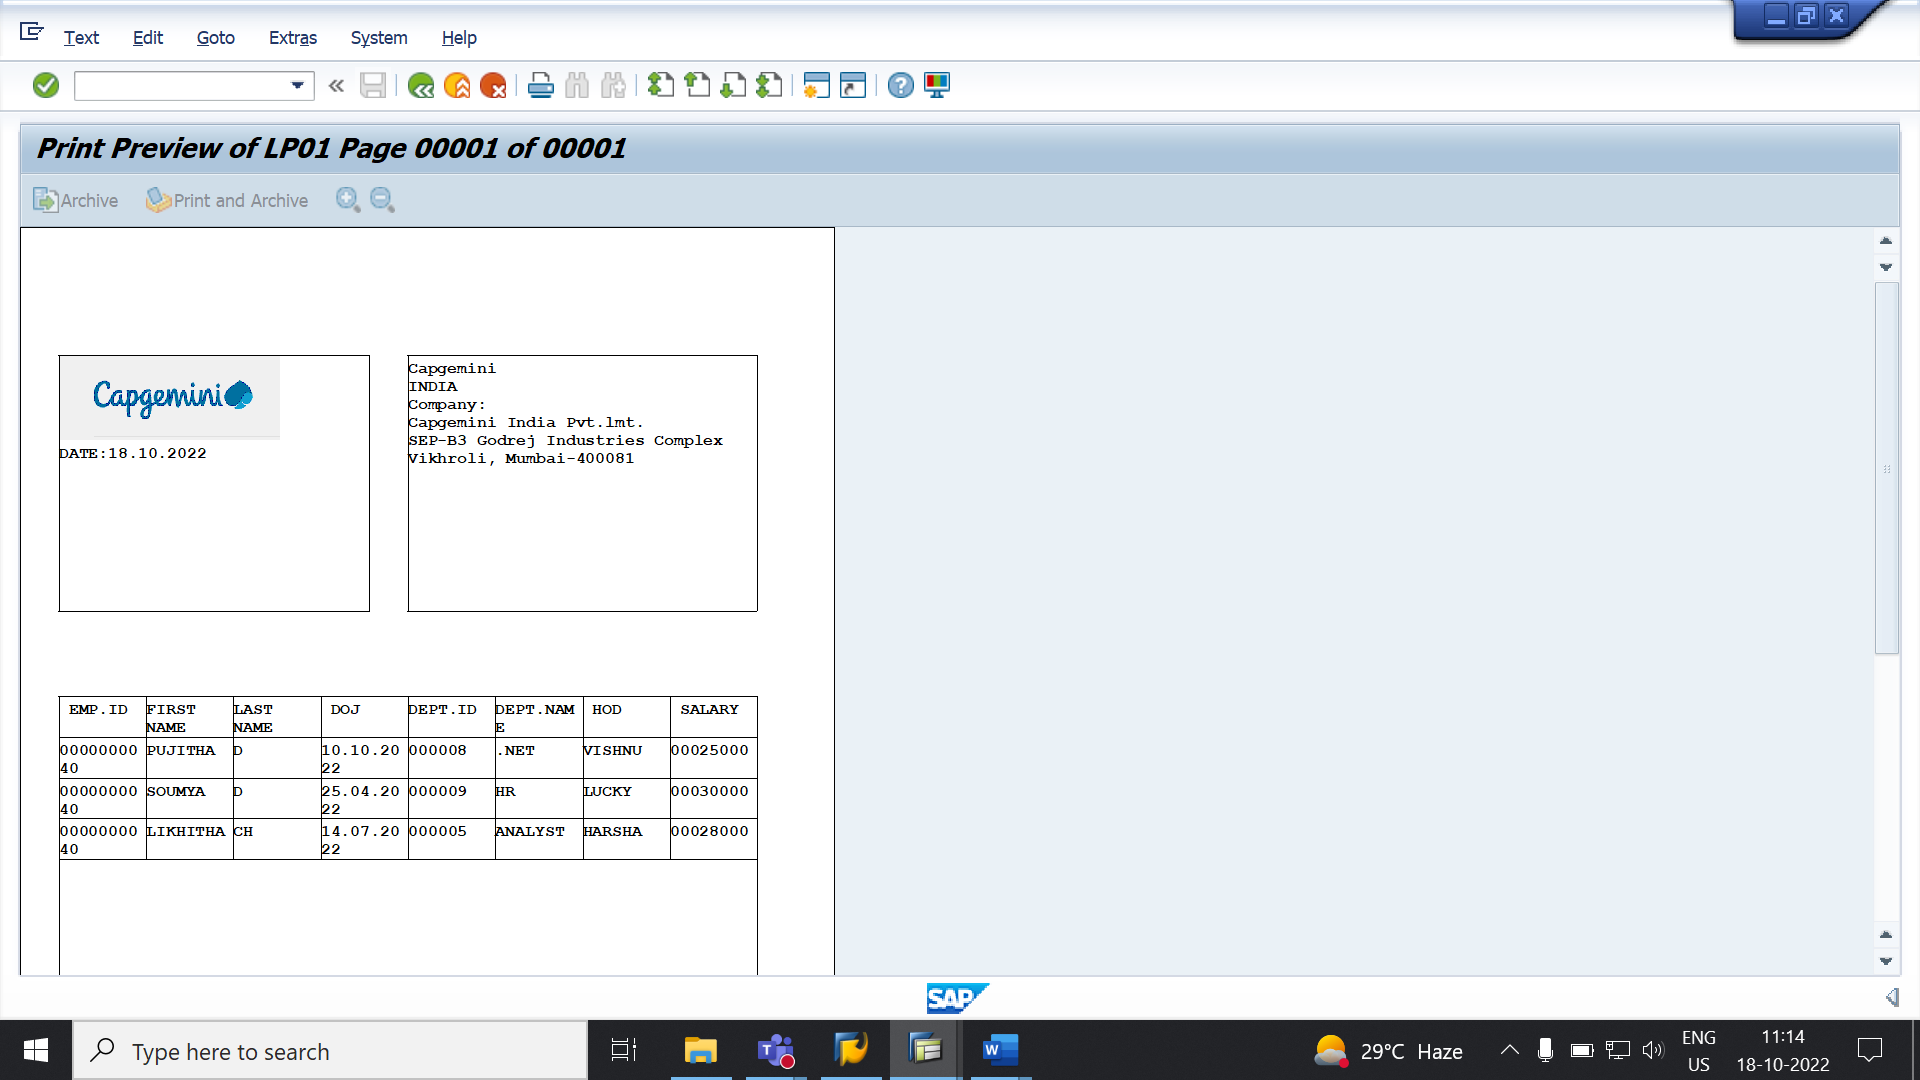 Text Edit Goto Extras System Help
Print Preview of LP01 Page 00001 of 00001
Archive Print and Archive
Capgemini
DATE:18.10.2022
Capgemini
INDIA
Company:
Capgemini India Pvt.lmt.
SEP-B3 Godrej Industries Complex
Vikhroli, Mumbai-400081
EMP.ID FIRST LAST DOJ DEPT.ID DEPT.NAM HOD SALARY
NAME NAME E
00000000 PUJITHA D 10.10.20 000008 .NET VISHNU 00025000
40 22
00000000 SOUMYA D 25.04.20 000009 HR LUCKY 00030000
40 22
00000000 LIKHITHA CH 14.07.20 000005 ANALYST HARSHA 00028000
40 22
SAP
Type here to search
29°C Haze
ENG
US
11:14
18-10-2022